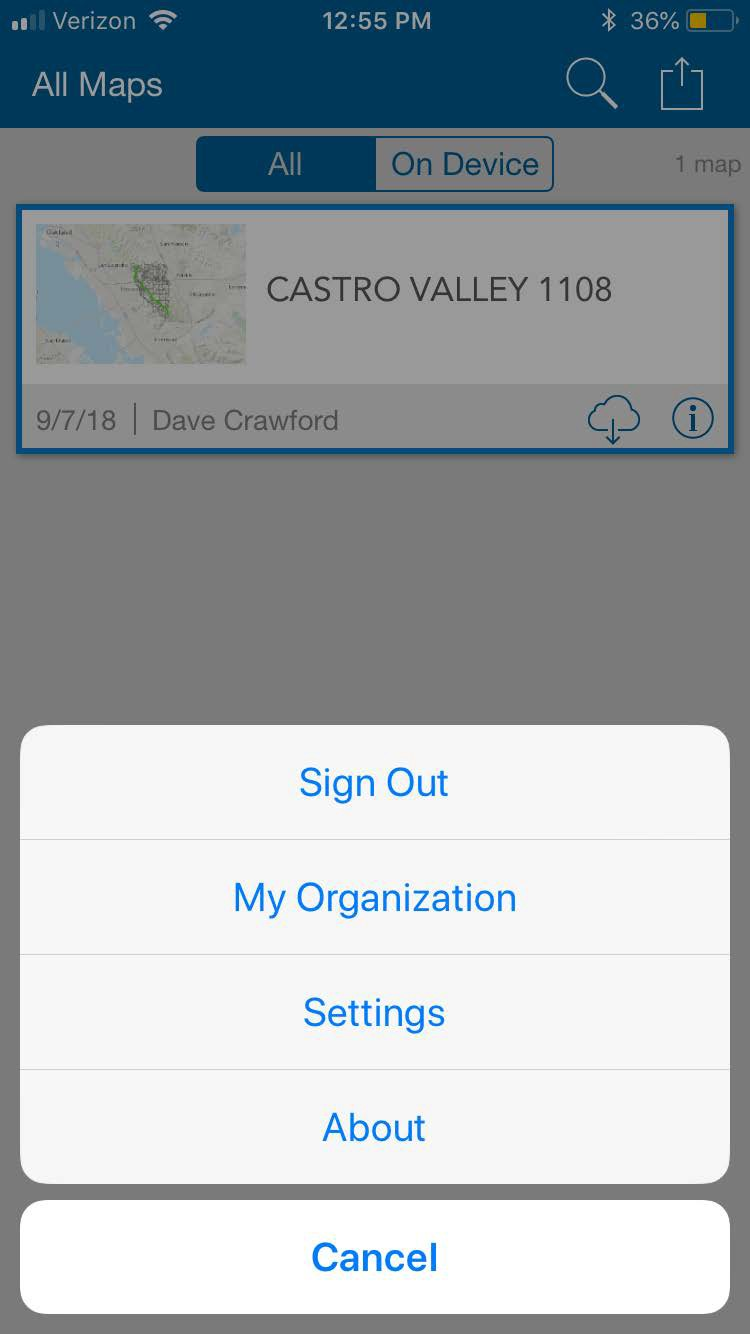 Verizon 12:55 PM 36%
All Maps
All On Device 1 map
Oakland
CASTRO VALLEY 1108
9/7/18 | Dave Crawford
Sign Out
My Organization
Settings
About
Cancel